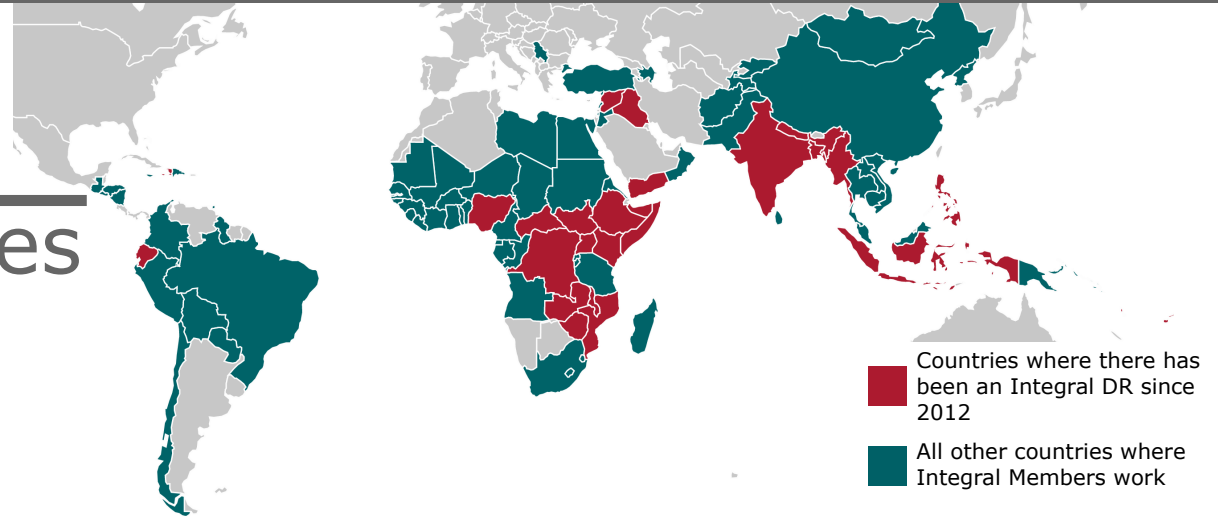 es
Countries where there has
been an Integral DR since
2012
All other countries where
Integral Members work